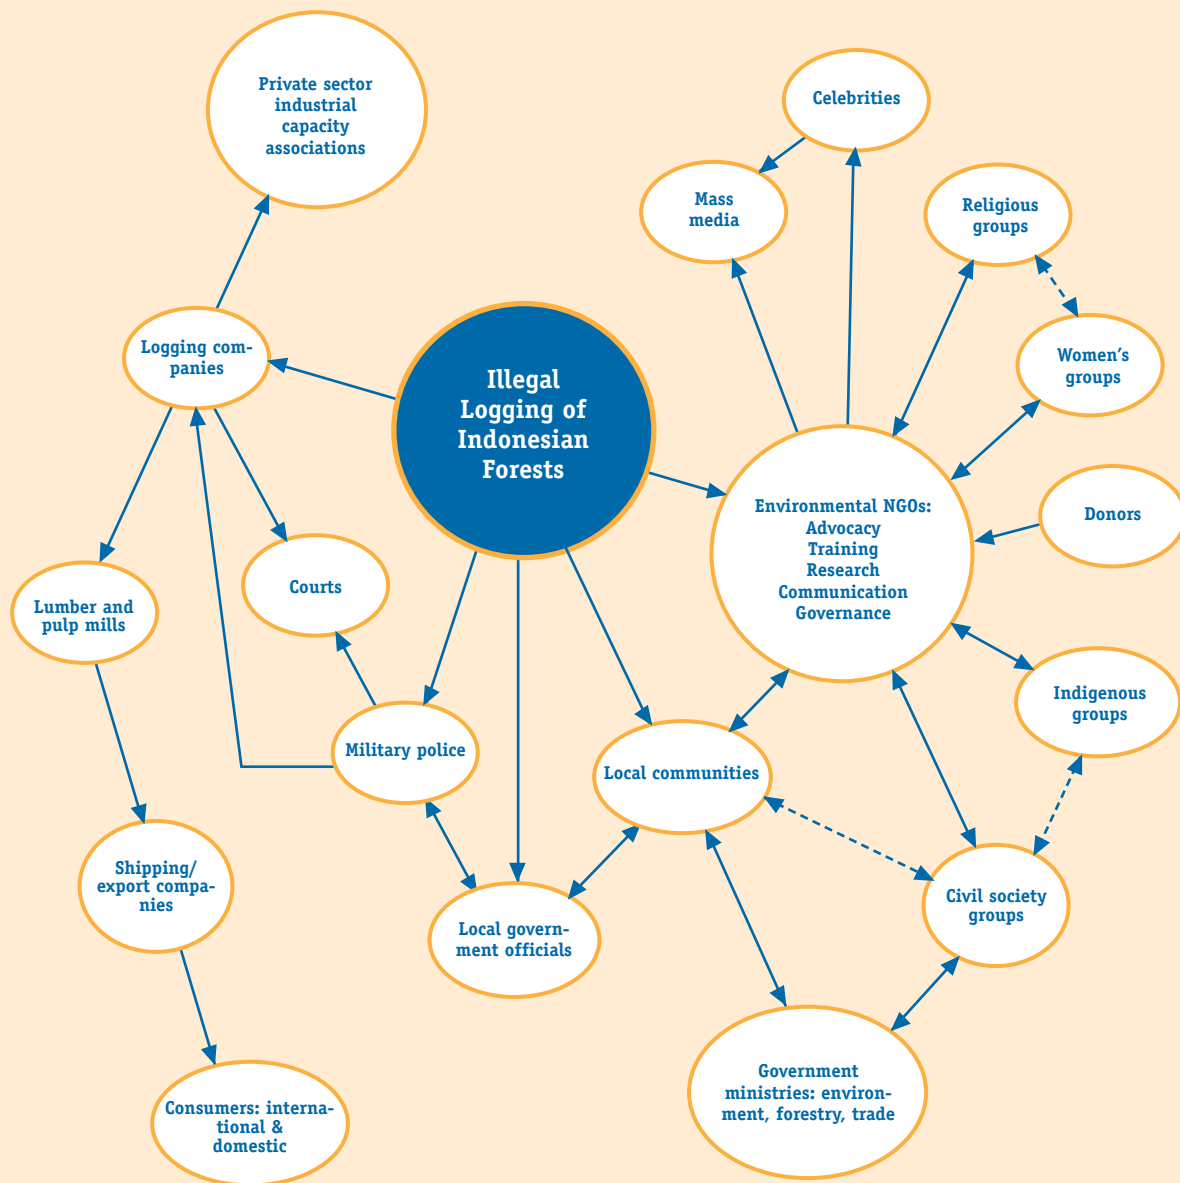 Private sector
industrial
capacity
associations
Celebrities
Mass
media
Religious
groups
Logging com-
panies
Women's
groups
Illegal
Logging of
Indonesian
Forests
Environmental NGOs:
Advocacy
Training
Research
Communication
Governance
Donors
Courts
Lumber and
pulp mills
Indigenous
groups
Military police
Local communities
Shipping/
export compa-
nies
Civil society
groups
Local govern-
ment officials
Government
ministries: environ-
ment, forestry, trade
Consumers: interna-
tional &
domestic